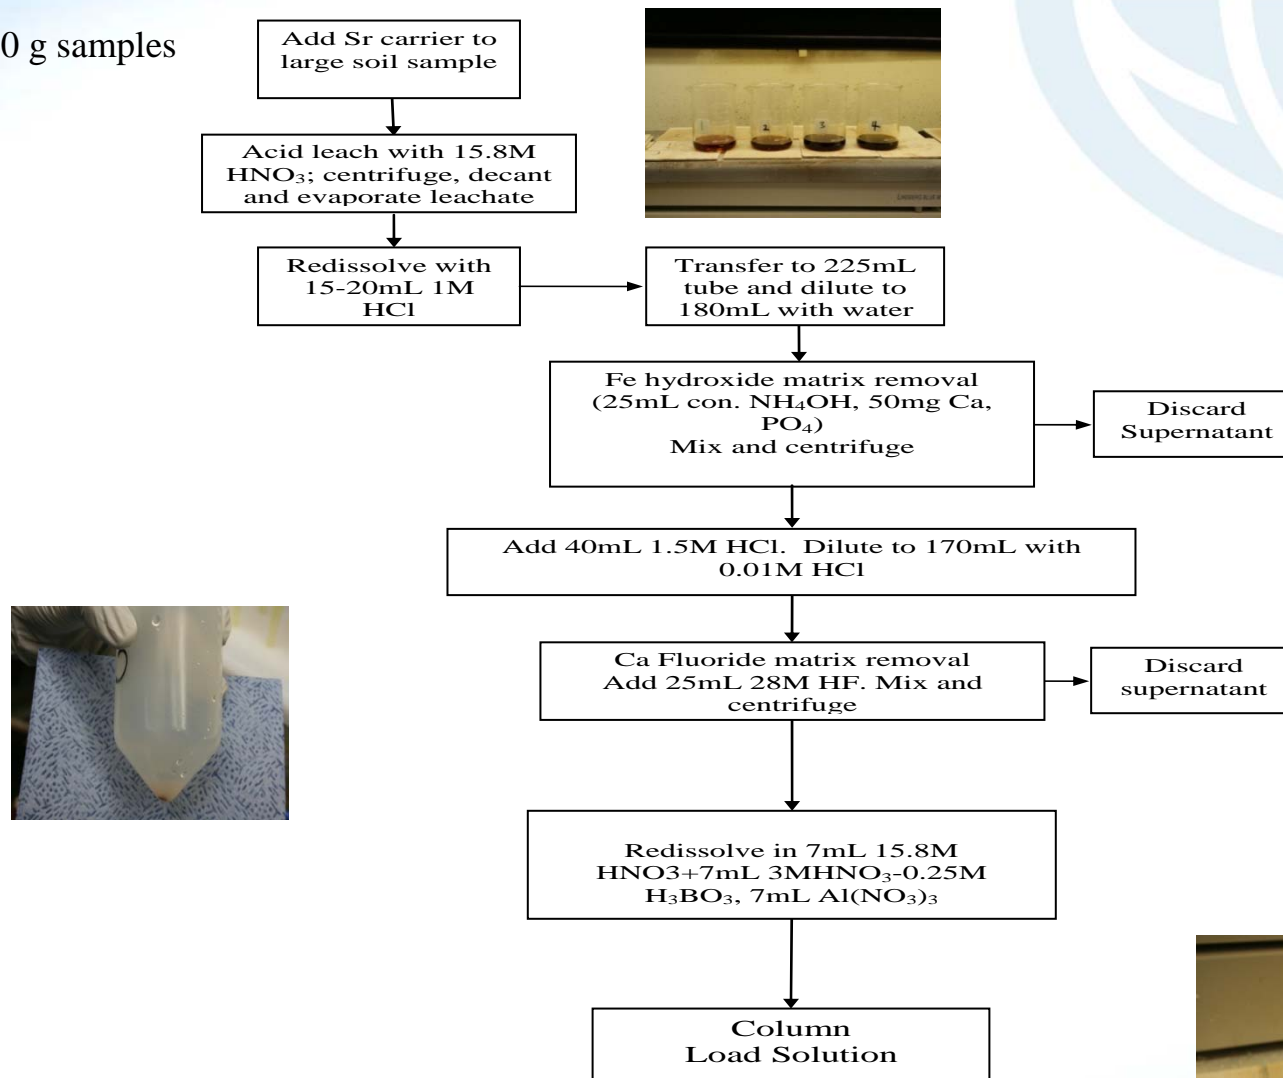 0 g samples
Add Sr carrier to
large soil sample
Acid leach with 15.8M
HNO₃; centrifuge, decant
and evaporate leachate
Redissolve with
15-20mL 1M
HCl
Transfer to 225mL
tube and dilute to
180mL with water
Fe hydroxide matrix removal
(25mL con. NH₄OH, 50mg Ca,
PO₄)
Mix and centrifuge
Discard
Supernatant
Add 40mL 1.5M HCl.  Dilute to 170mL with
0.01M HCl
Ca Fluoride matrix removal
Add 25mL 28M HF. Mix and
centrifuge
Discard
supernatant
Redissolve in 7mL 15.8M
HNO3+7mL 3MHNO₃-0.25M
H₃BO₃, 7mL Al(NO₃)₃
Column
Load Solution
1 2 3 4